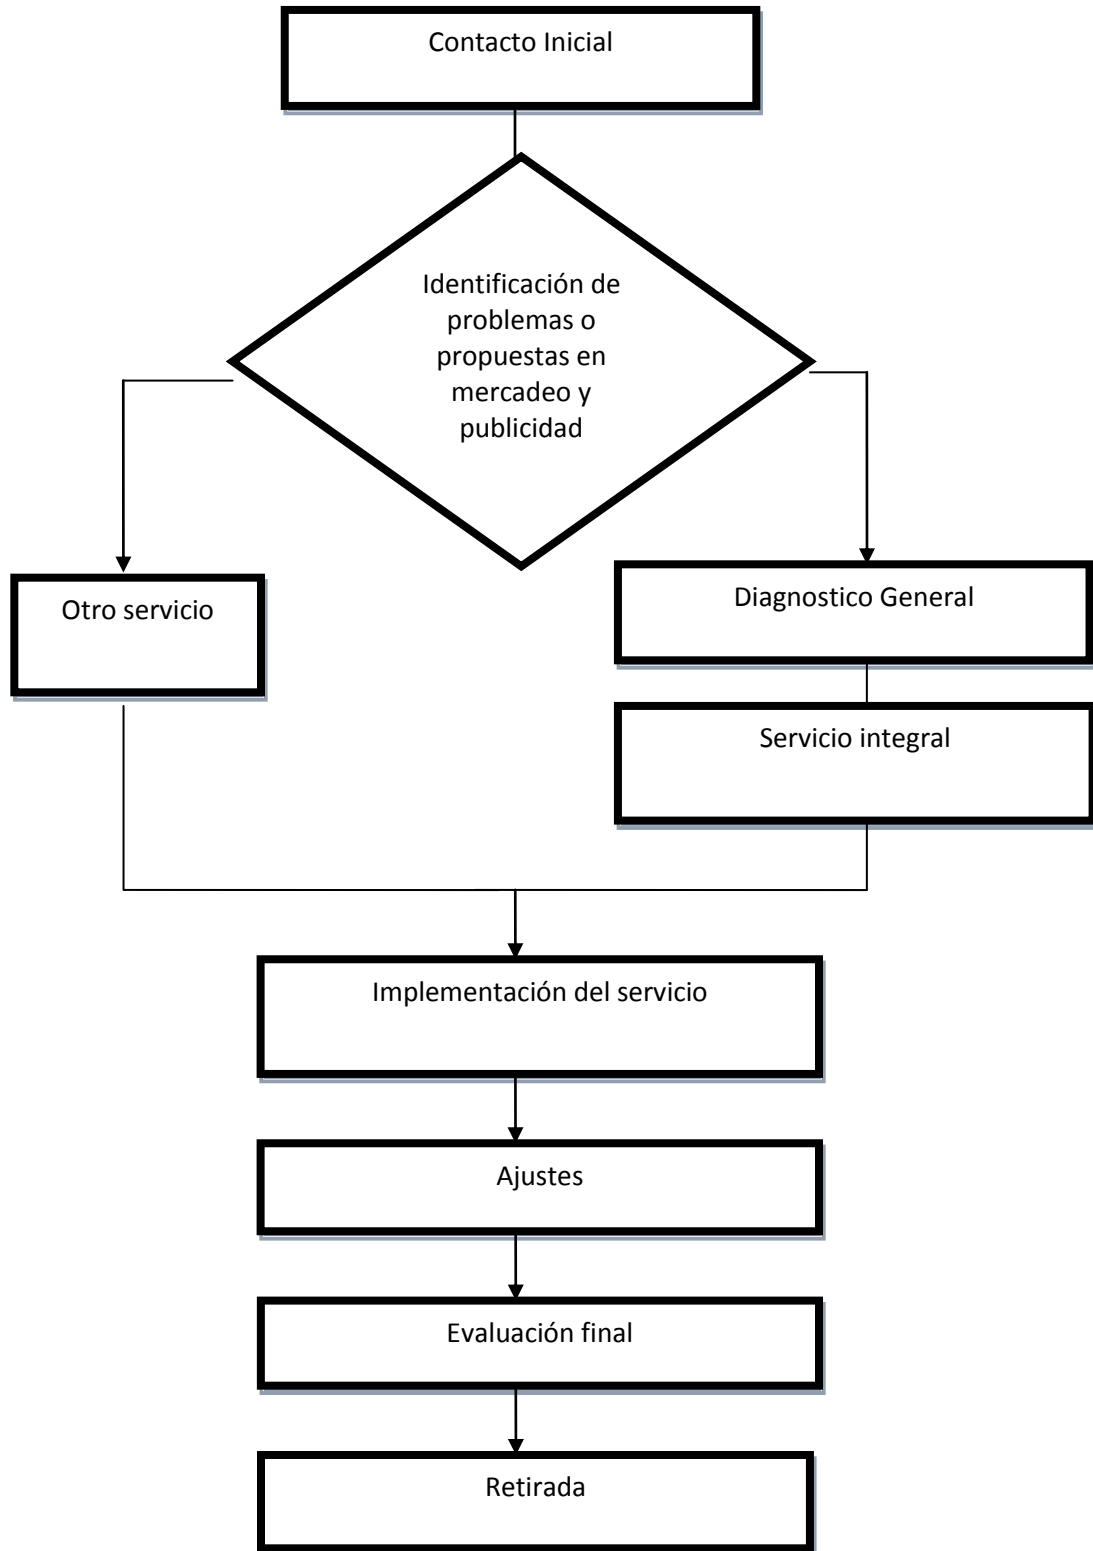 Contacto Inicial
Identificación de
problemas o
propuestas en
mercadeo y
publicidad
Otro servicio
Diagnostico General
Servicio integral
Implementación del servicio
Ajustes
Evaluación final
Retirada